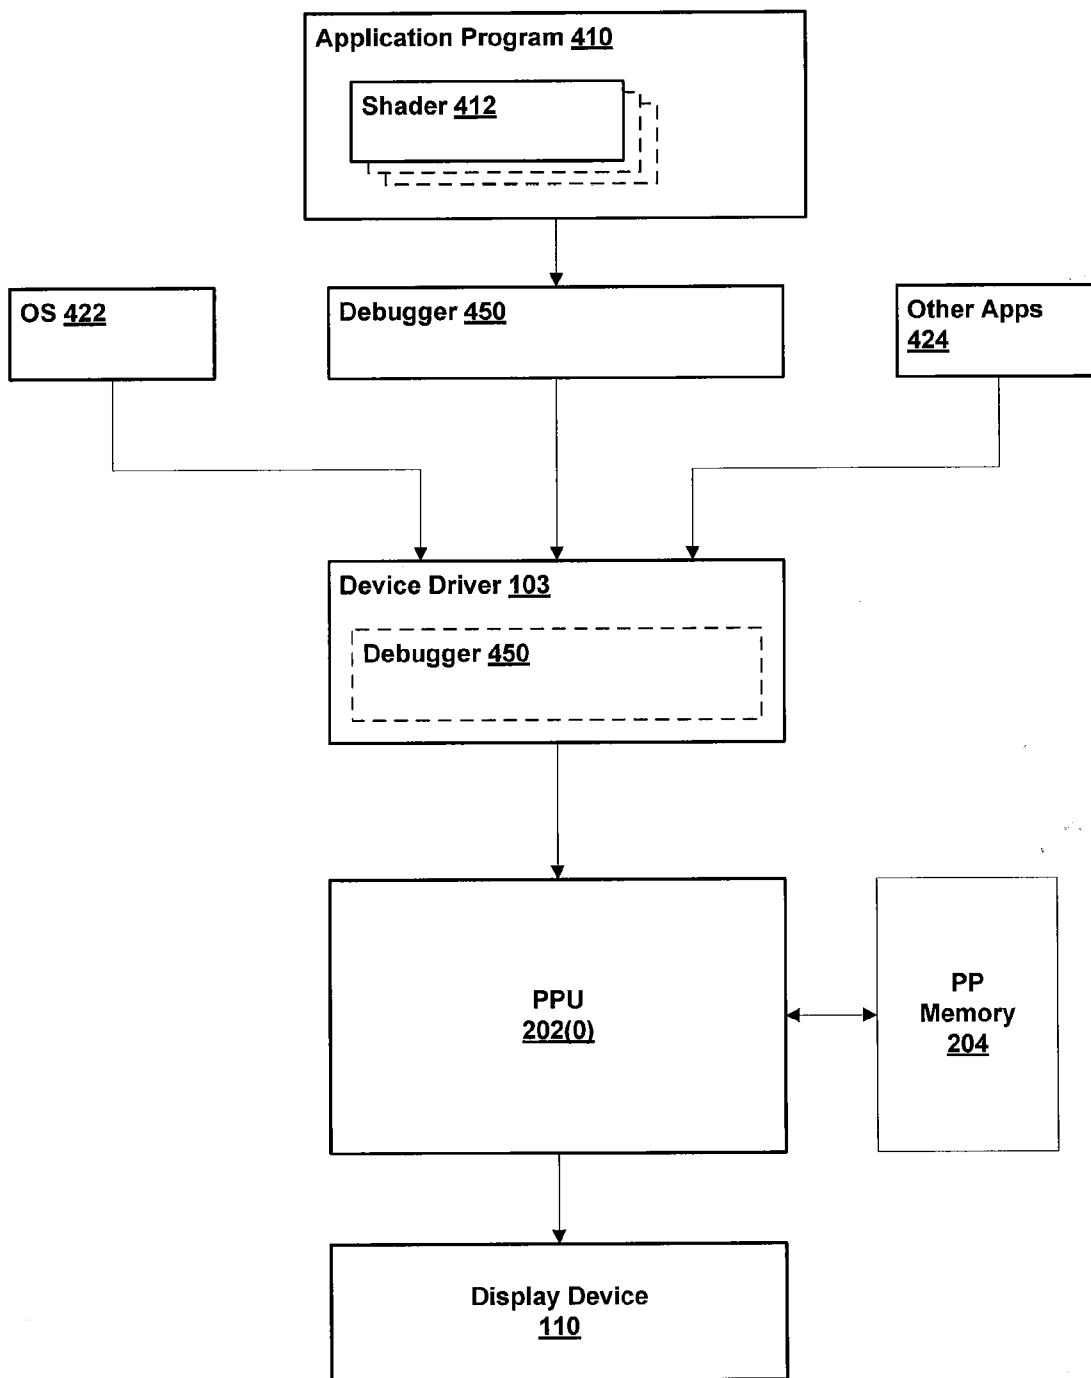 Application Program 410
Shader 412
OS 422
Debugger 450
Other Apps
424
Device Driver 103
Debugger 450
PPU
202(0)
PP
Memory
204
Display Device
110